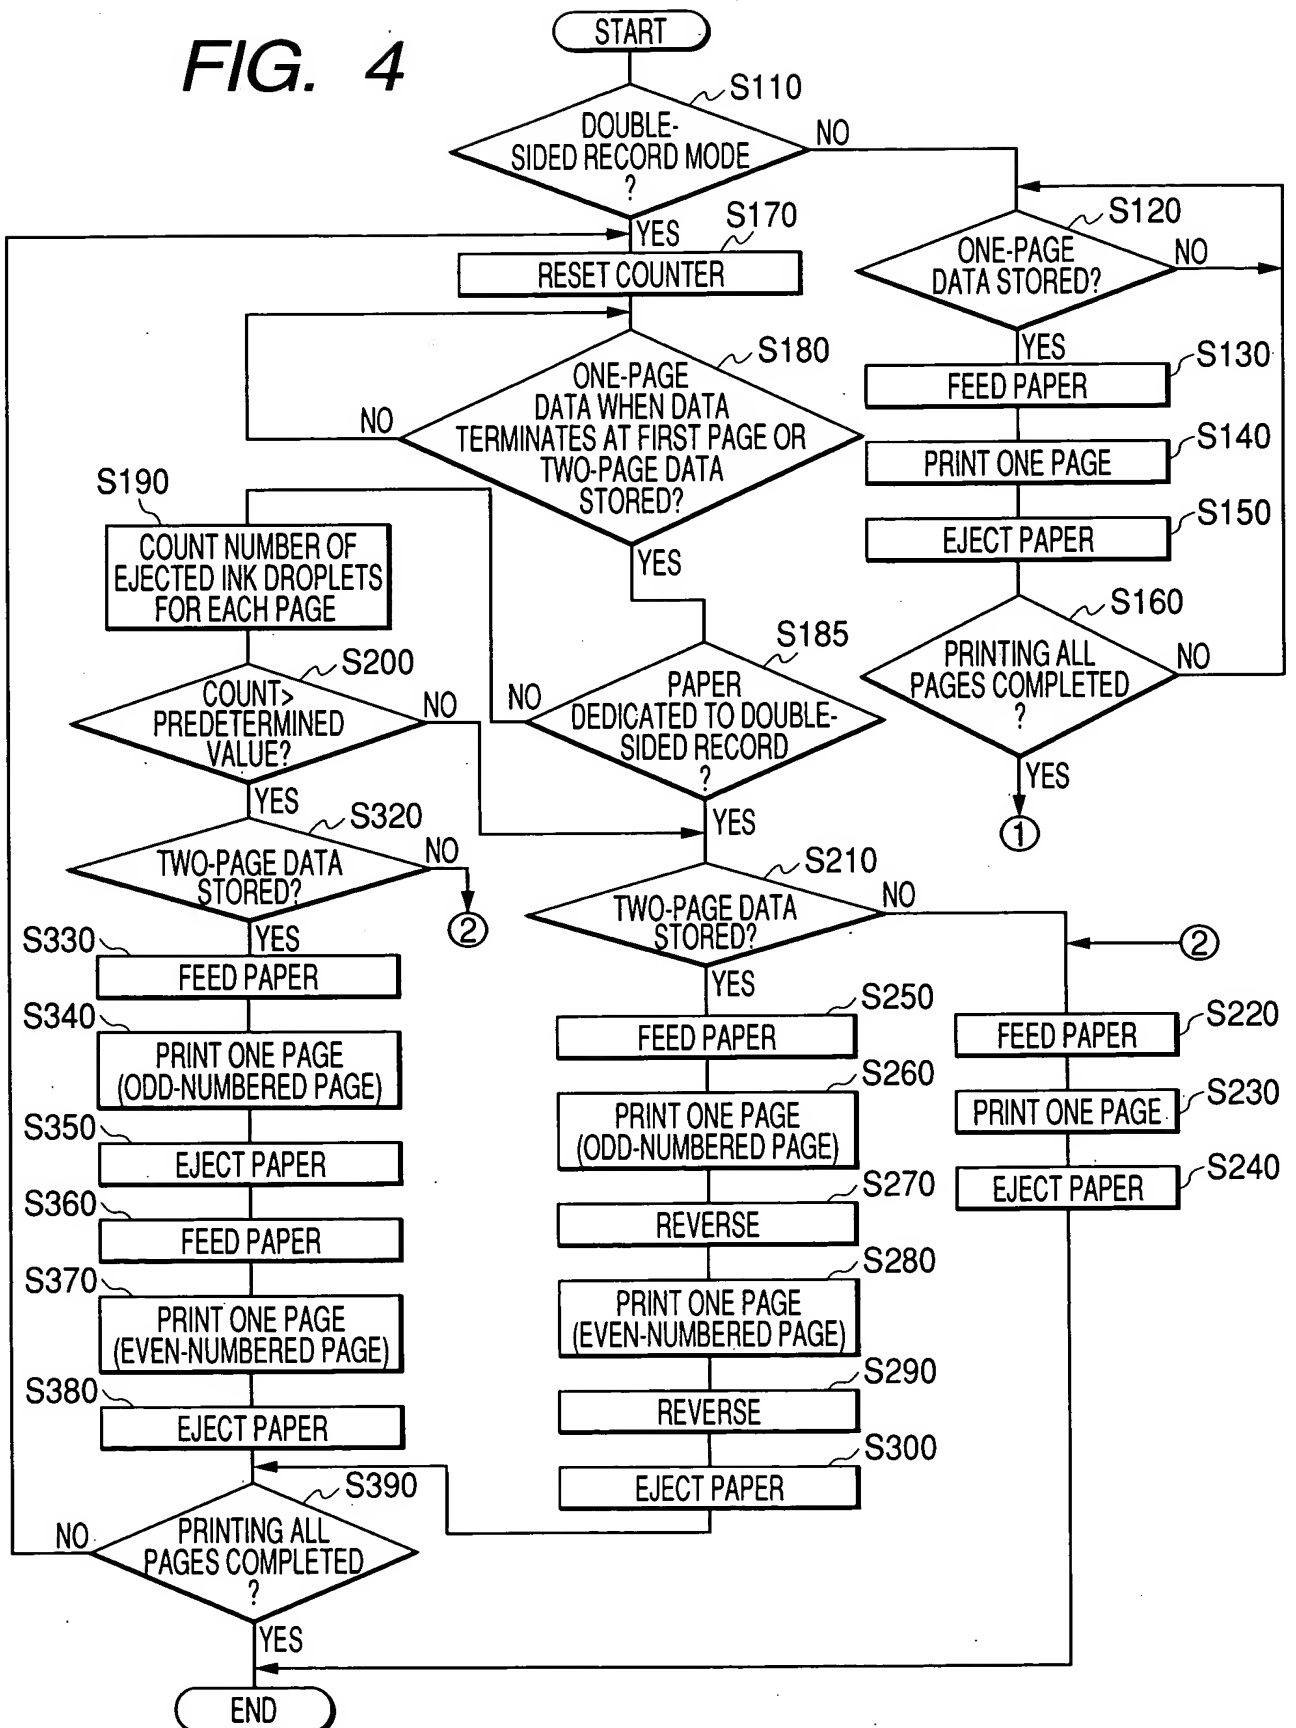 FIG. 4
START
S110
DOUBLE-
SIDED RECORD MODE
?
NO
YES
S170
RESET COUNTER
S120
ONE-PAGE
DATA STORED?
NO
YES
S130
FEED PAPER
S140
PRINT ONE PAGE
S150
EJECT PAPER
S160
PRINTING ALL
PAGES COMPLETED
?
NO
YES
1
S180
ONE-PAGE
DATA WHEN DATA
TERMINATES AT FIRST PAGE OR
TWO-PAGE DATA
STORED?
NO
YES
S185
PAPER
DEDICATED TO DOUBLE-
SIDED RECORD
?
NO
YES
S190
COUNT NUMBER OF
EJECTED INK DROPLETS
FOR EACH PAGE
S200
COUNT>
PREDETERMINED
VALUE?
NO
YES
S320
TWO-PAGE DATA
STORED?
NO
2
YES
S330
FEED PAPER
S340
PRINT ONE PAGE
(ODD-NUMBERED PAGE)
S350
EJECT PAPER
S360
FEED PAPER
S370
PRINT ONE PAGE
(EVEN-NUMBERED PAGE)
S380
EJECT PAPER
S390
PRINTING ALL
PAGES COMPLETED
?
NO
YES
END
S210
TWO-PAGE DATA
STORED?
NO
YES
2
S250
FEED PAPER
S260
PRINT ONE PAGE
(ODD-NUMBERED PAGE)
S270
REVERSE
S280
PRINT ONE PAGE
(EVEN-NUMBERED PAGE)
S290
REVERSE
S300
EJECT PAPER
S220
FEED PAPER
S230
PRINT ONE PAGE
S240
EJECT PAPER